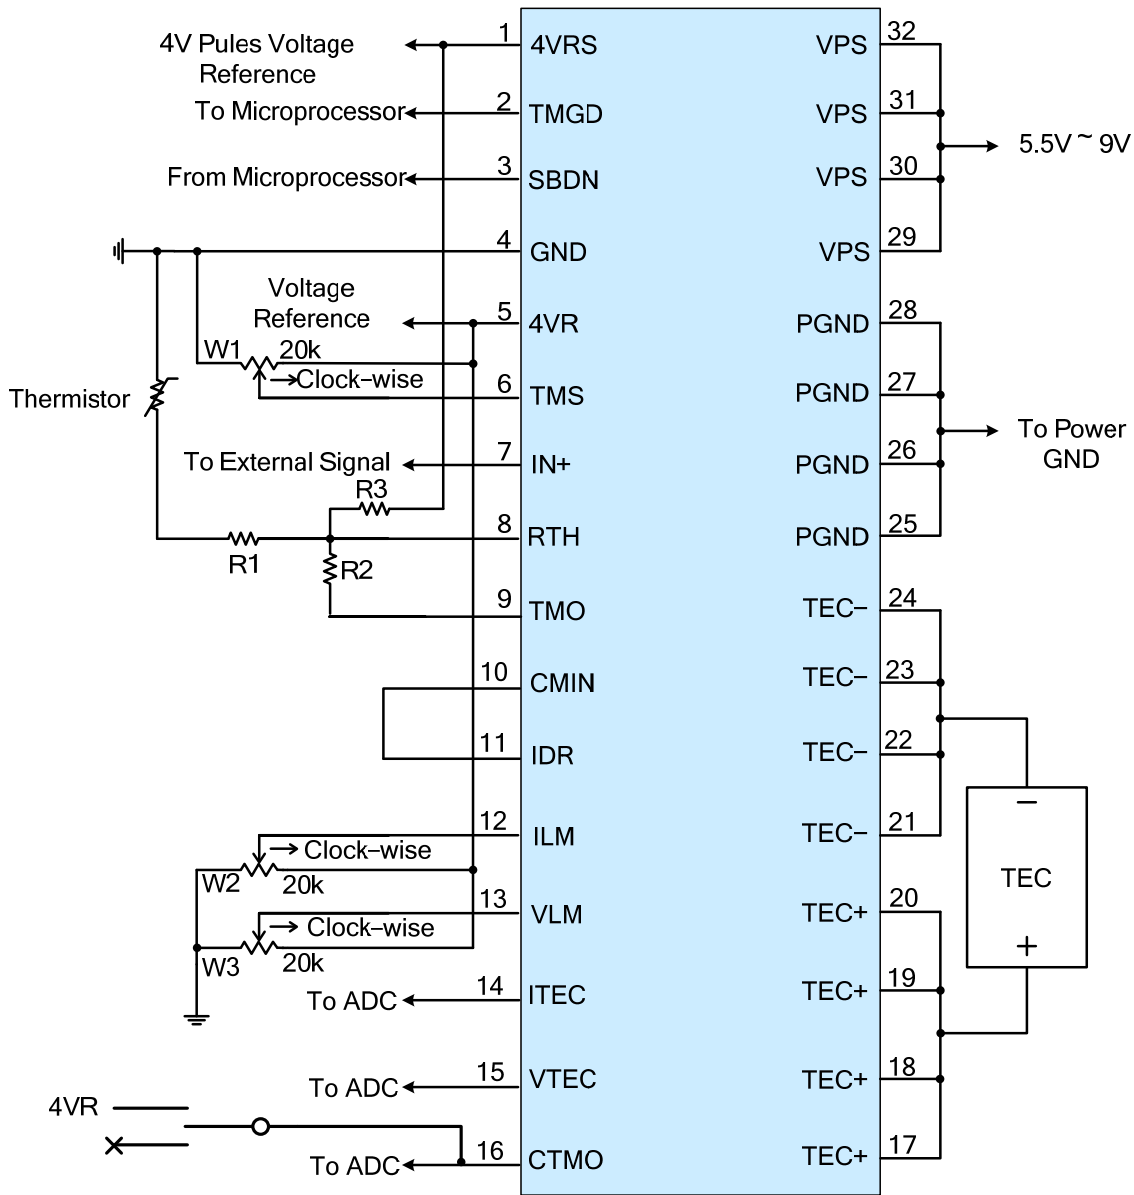 4V Pules Voltage
Reference
1
4VRS
To Microprocessor
2
TMGD
From Microprocessor
3
SBDN
4
GND
Voltage
Reference
5
4VR
W1
20k
Clock-wise
6
TMS
Thermistor
To External Signal
7
IN+
R3
8
RTH
R1
R2
9
TMO
10
CMIN
11
IDR
12
ILM
Clock-wise
W2
20k
13
VLM
Clock-wise
W3
20k
To ADC
14
ITEC
To ADC
15
VTEC
4VR
To ADC
16
CTMO
VPS
32
VPS
31
5.5V ~ 9V
VPS
30
VPS
29
PGND
28
PGND
27
To Power
GND
PGND
26
PGND
25
TEC-
24
TEC-
23
TEC-
22
TEC-
21
−
TEC
+
TEC+
20
TEC+
19
TEC+
18
TEC+
17